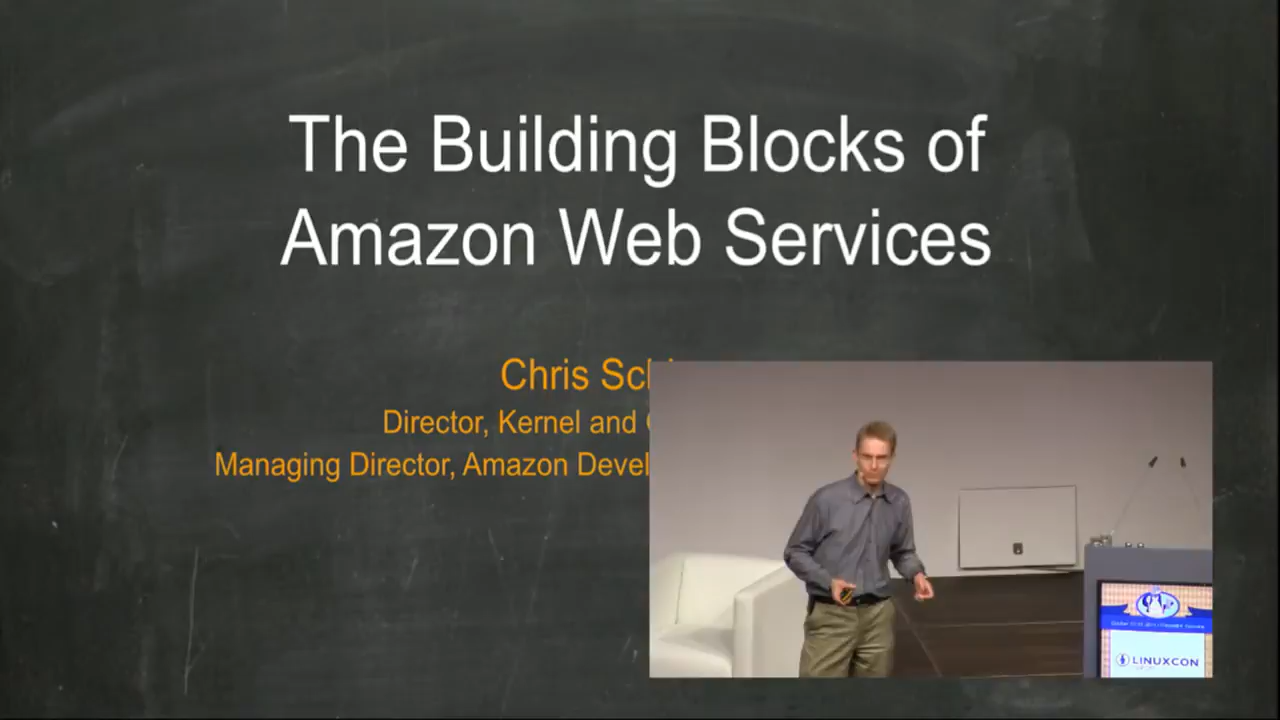 The Building Blocks of
Amazon Web Services
Chris Sch
Director, Kernel and
Managing Director, Amazon Devel
LINUXCON